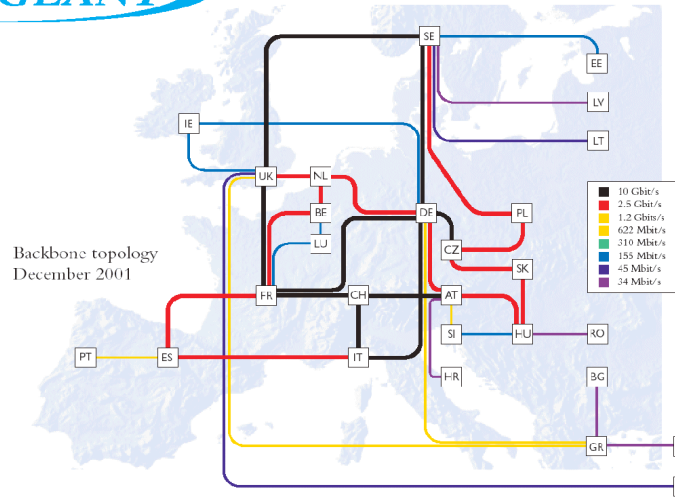 GEANT
SE
EE
LV
IE
LT
UK
NL
10 Gbit/s
2.5 Gbit/s
1.2 Gbits/s
622 Mbit/s
310 Mbit/s
155 Mbit/s
45 Mbit/s
34 Mbit/s
BE
DE
PL
LU
CZ
Backbone topology
December 2001
SK
FR
CH
AT
SI
HU
RO
PT
ES
IT
HR
BG
GR